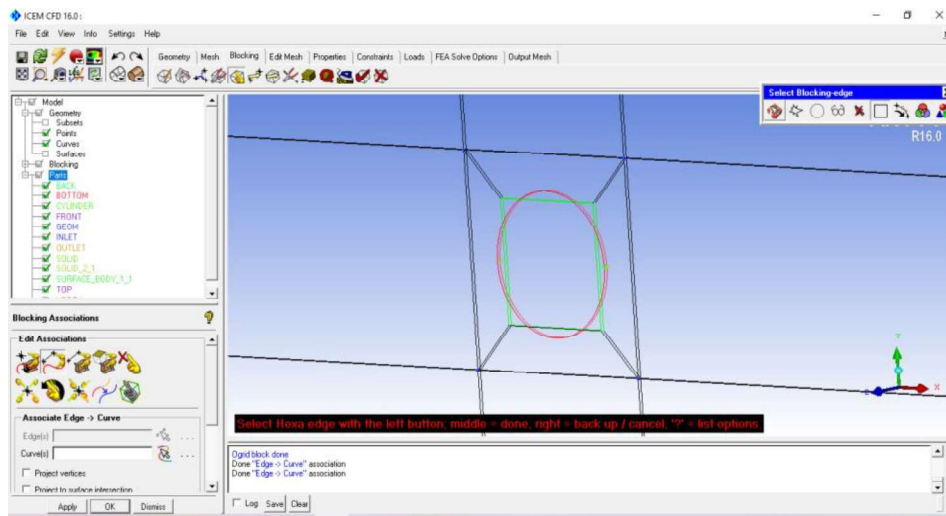 ICEM CFD 16.0 :
File Edit View Info Settings Help
Geometry Mesh Blocking Edit Mesh Properties Constraints Loads FEA Solve Options Output Mesh
Select Blocking-edge
R16.0
Model
Geometry
Subsets
Points
Curves
Surfaces
Blocking
Parts
BACK
BOTTOM
CYLINDER
FRONT
GEOM
INLET
OUTLET
SOLID
SOLID_2_1
SURFACE_BODY_1_1
TOP
Blocking Associations
Edit Associations
Associate Edge -> Curve
Edge(s)
Curve(s)
Project vertices
Project to surface intersection
Apply OK Dismiss
Select Hexa edge with the left button; middle = done, right = back up / cancel, '?' = list options
Y
X
Ogrid block done
Done "Edge -> Curve" association
Done "Edge -> Curve" association
Log Save Clear